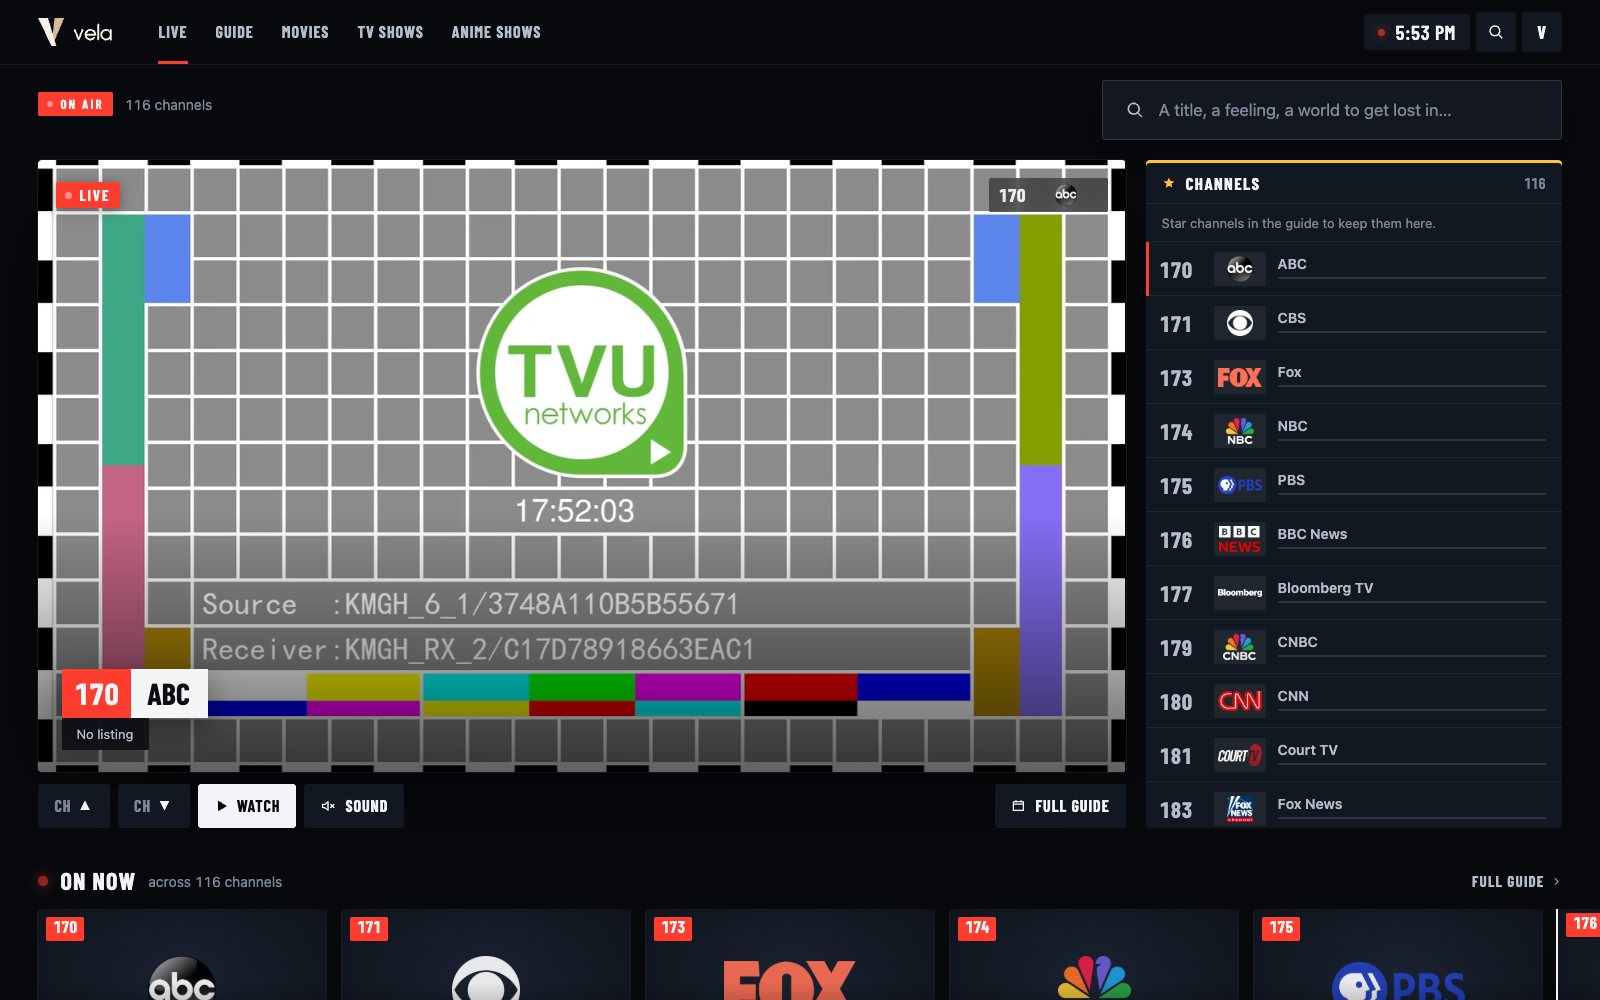 vela
LIVE
GUIDE
MOVIES
TV SHOWS
ANIME SHOWS
5:53 PM
V
ON AIR
116 channels
A title, a feeling, a world to get lost in...
LIVE
170 abc
TVU
networks
17:52:03
Source :KMGH_6_1/3748A110B5B55671
Receiver:KMGH_RX_2/C17D78918663EAC1
170 ABC
No listing
CH ▲
CH ▼
WATCH
SOUND
FULL GUIDE
CHANNELS 116
Star channels in the guide to keep them here.
170 abc ABC
171 CBS
173 FOX Fox
174 NBC NBC
175 PBS PBS
176 BBC NEWS BBC News
177 Bloomberg Bloomberg TV
179 CNBC CNBC
180 CNN CNN
181 COURT TV Court TV
183 FOX NEWS channel Fox News
ON NOW across 116 channels
FULL GUIDE
170
abc
171
173
FOX
174
175
PBS
176